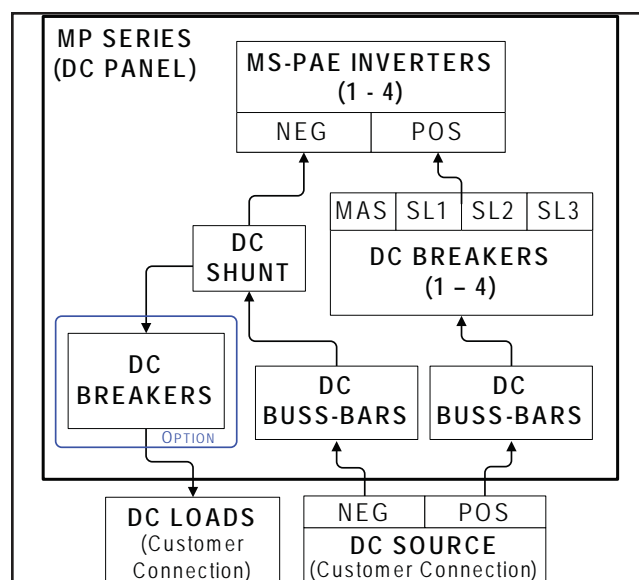 MP SERIES
(DC PANEL)
MS-PAE INVERTERS
(1 - 4)
NEG
POS
MAS
SL1
SL2
SL3
DC
SHUNT
DC BREAKERS
(1 – 4)
DC
BREAKERS
OPTION
DC
BUSS-BARS
DC
BUSS-BARS
DC LOADS
(Customer
Connection)
NEG
POS
DC SOURCE
(Customer Connection)